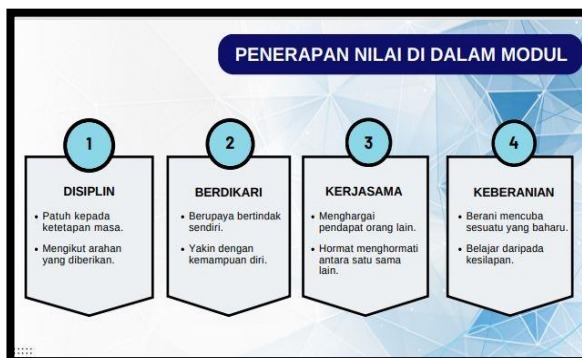 PENERAPAN NILAI DI DALAM MODUL
1
DISIPLIN
• Patuh kepada
ketetapan masa.
• Mengikut arahan
yang diberikan.
2
BERDIKARI
• Berupaya bertindak
sendiri.
• Yakin dengan
kemampuan diri.
3
KERJASAMA
• Menghargai
pendapat orang lain.
• Hormat menghormati
antara satu sama
lain.
4
KEBERANIAN
• Berani mencuba
sesuatu yang baharu.
• Belajar daripada
kesilapan.